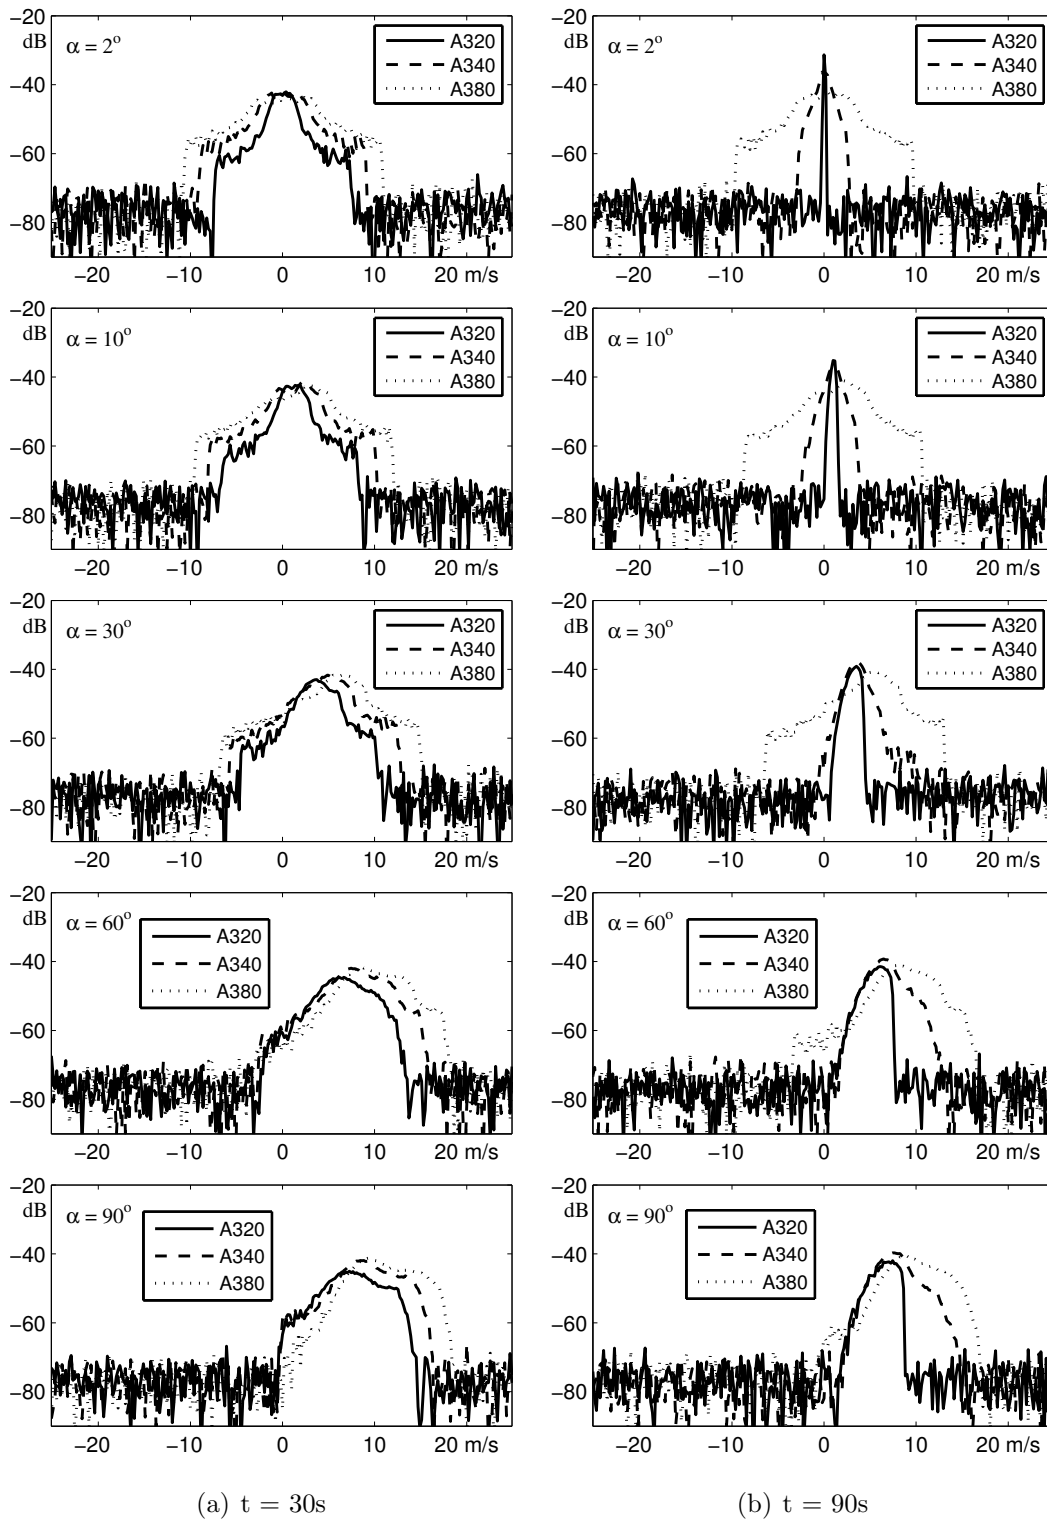 −20
dB
α = 2°
A320
A340
A380
−40
−60
−80
−20 −10 0 10 20 m/s
−20
dB
α = 2°
A320
A340
A380
−40
−60
−80
−20 −10 0 10 20 m/s
−20
dB
α = 10°
A320
A340
A380
−40
−60
−80
−20 −10 0 10 20 m/s
−20
dB
α = 10°
A320
A340
A380
−40
−60
−80
−20 −10 0 10 20 m/s
−20
dB
α = 30°
A320
A340
A380
−40
−60
−80
−20 −10 0 10 20 m/s
−20
dB
α = 30°
A320
A340
A380
−40
−60
−80
−20 −10 0 10 20 m/s
−20
dB
α = 60°
A320
A340
A380
−40
−60
−80
−20 −10 0 10 20 m/s
−20
dB
α = 60°
A320
A340
A380
−40
−60
−80
−20 −10 0 10 20 m/s
−20
dB
α = 90°
A320
A340
A380
−40
−60
−80
−20 −10 0 10 20 m/s
−20
dB
α = 90°
A320
A340
A380
−40
−60
−80
−20 −10 0 10 20 m/s
(a) t = 30s
(b) t = 90s